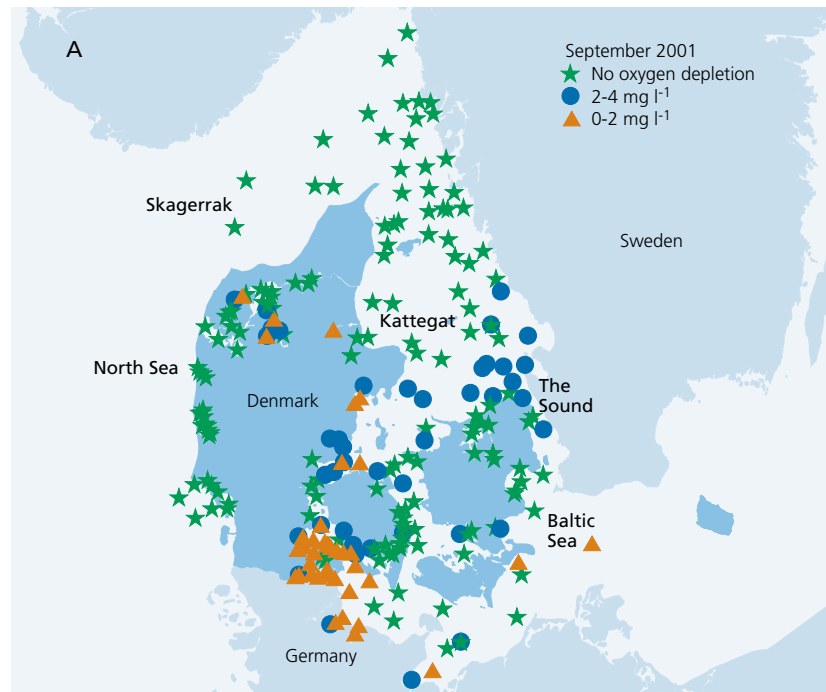 A
September 2001
No oxygen depletion
2-4 mg l-1
0-2 mg l-1
Skagerrak
Sweden
Kattegat
North Sea
Denmark
The
Sound
Baltic
Sea
Germany